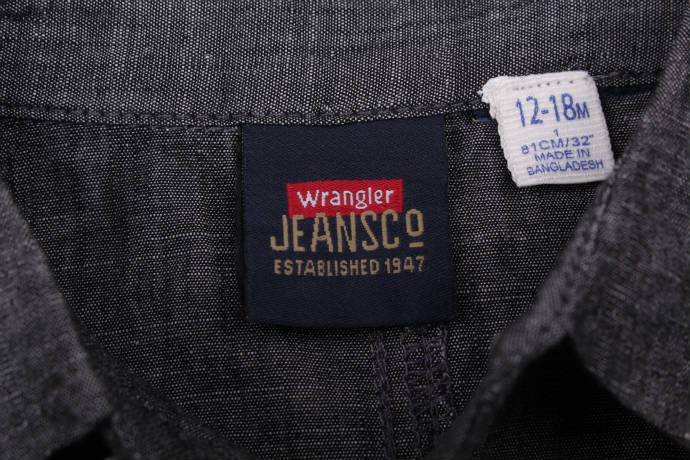 Wrangler
JEANSCO
ESTABLISHED 1947
12-18M
1
81CM/32"
MADE IN
BANGLADESH